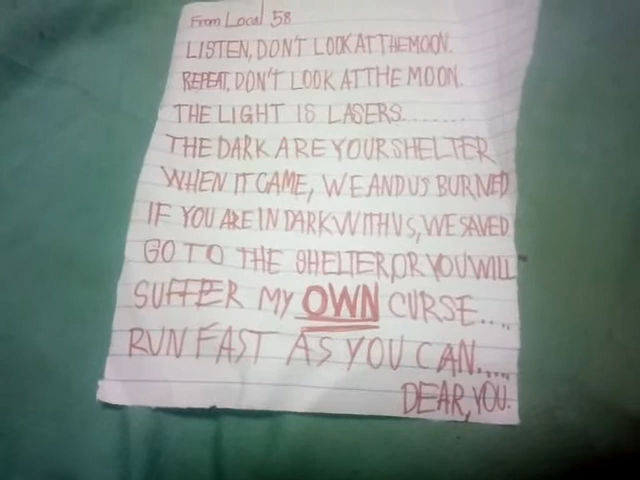 From Local 58
LISTEN, DON'T LOOK AT THE MOON.
REPEAT, DON'T LOOK AT THE MOON.
THE LIGHT IS LASERS........
THE DARK ARE YOUR SHELTER
WHEN IT CAME, WE AND US BURNED
IF YOU ARE IN DARK WITH US, WE SAVED
GO TO THE SHELTER, OR YOU WILL
SUFFER MY OWN CURSE....
RUN FAST AS YOU CAN....
DEAR, YOU.